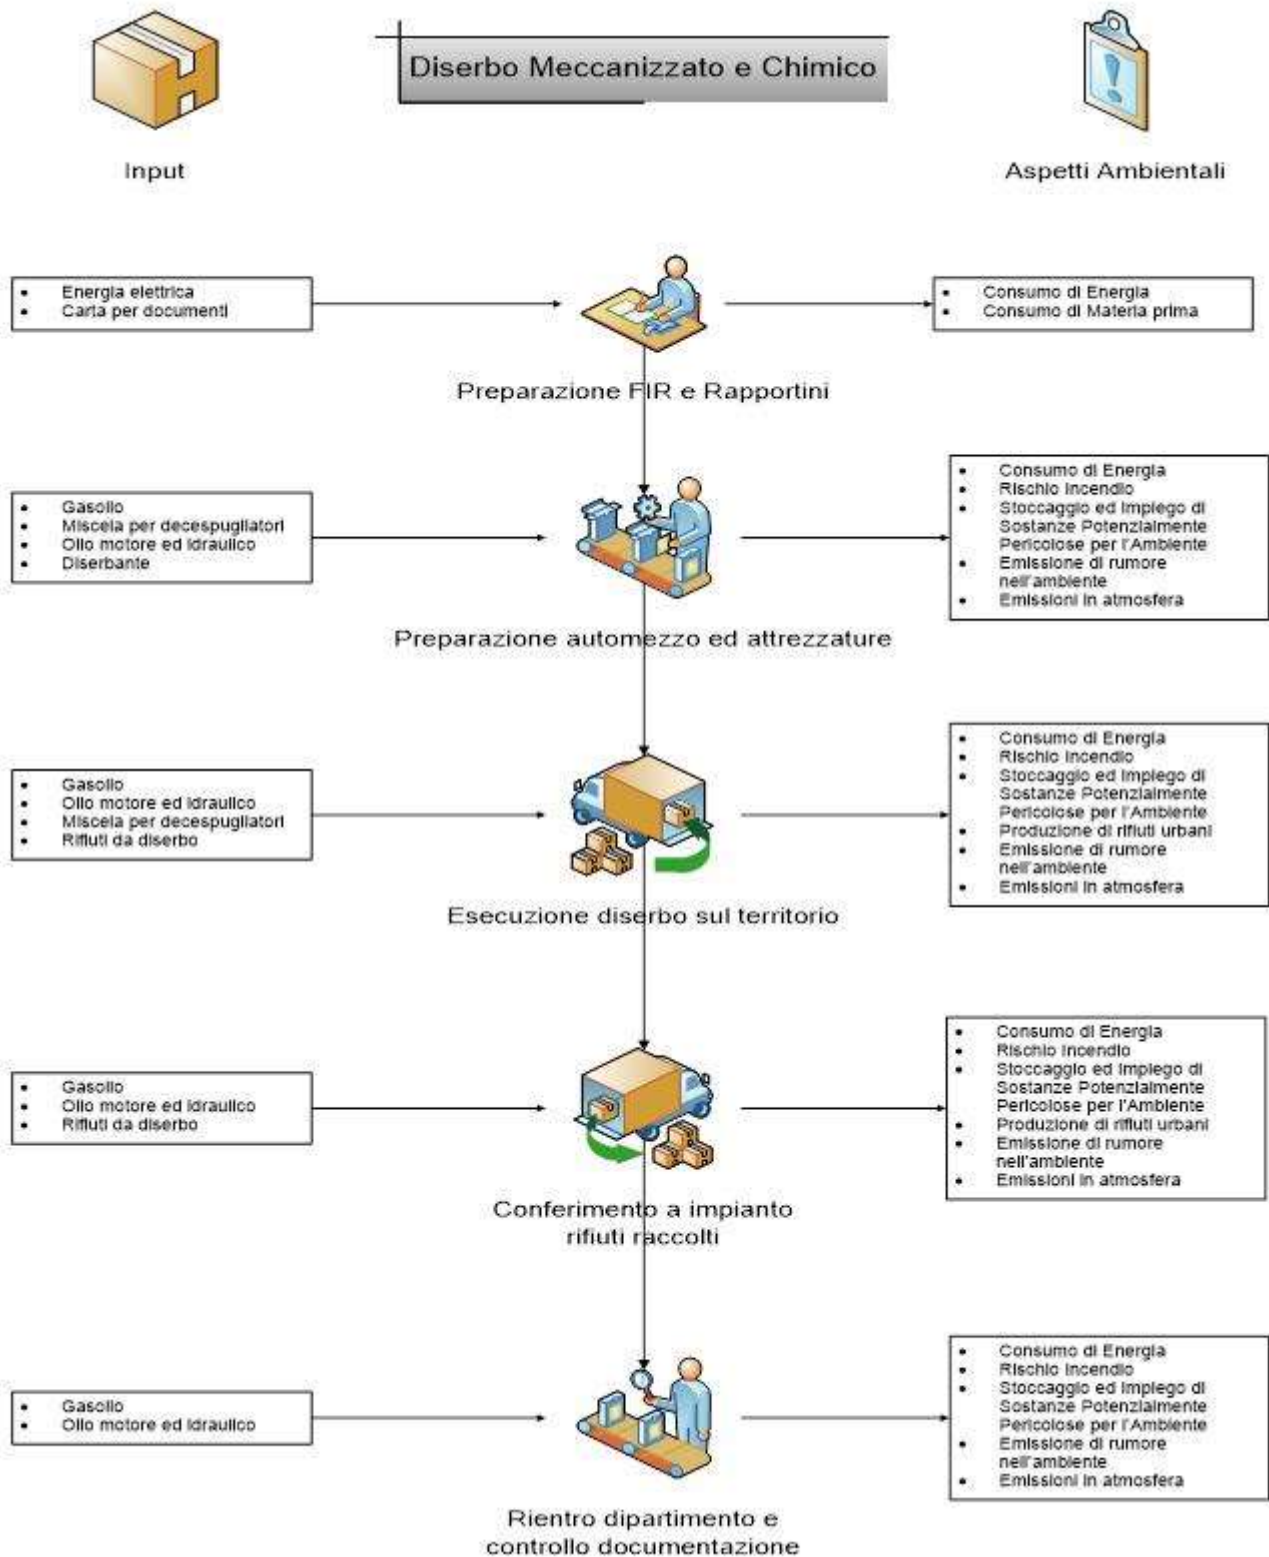 Diserbo Meccanizzato e Chimico
Input
Aspetti Ambientali
Energia elettrica
Carta per documenti
Preparazione FIR e Rapportini
Consumo di Energia
Consumo di Materia prima
Gasolio
Miscela per decespugliatori
Olio motore ed idraulico
Diserbante
Preparazione automezzo ed attrezzature
Consumo di Energia
Rischio incendio
Stoccaggio ed impiego di
Sostanze Potenzialmente
Pericolose per l'Ambiente
Emissione di rumore
nell'ambiente
Emissioni in atmosfera
Gasolio
Olio motore ed idraulico
Miscela per decespugliatori
Rifiuti da diserbo
Esecuzione diserbo sul territorio
Consumo di Energia
Rischio incendio
Stoccaggio ed impiego di
Sostanze Potenzialmente
Pericolose per l'Ambiente
Produzione di rifiuti urbani
Emissione di rumore
nell'ambiente
Emissioni in atmosfera
Gasolio
Olio motore ed idraulico
Rifiuti da diserbo
Conferimento a impianto
rifiuti raccolti
Consumo di Energia
Rischio incendio
Stoccaggio ed impiego di
Sostanze Potenzialmente
Pericolose per l'Ambiente
Produzione di rifiuti urbani
Emissione di rumore
nell'ambiente
Emissioni in atmosfera
Gasolio
Olio motore ed idraulico
Rientro dipartimento e
controllo documentazione
Consumo di Energia
Rischio incendio
Stoccaggio ed impiego di
Sostanze Potenzialmente
Pericolose per l'Ambiente
Emissione di rumore
nell'ambiente
Emissioni in atmosfera